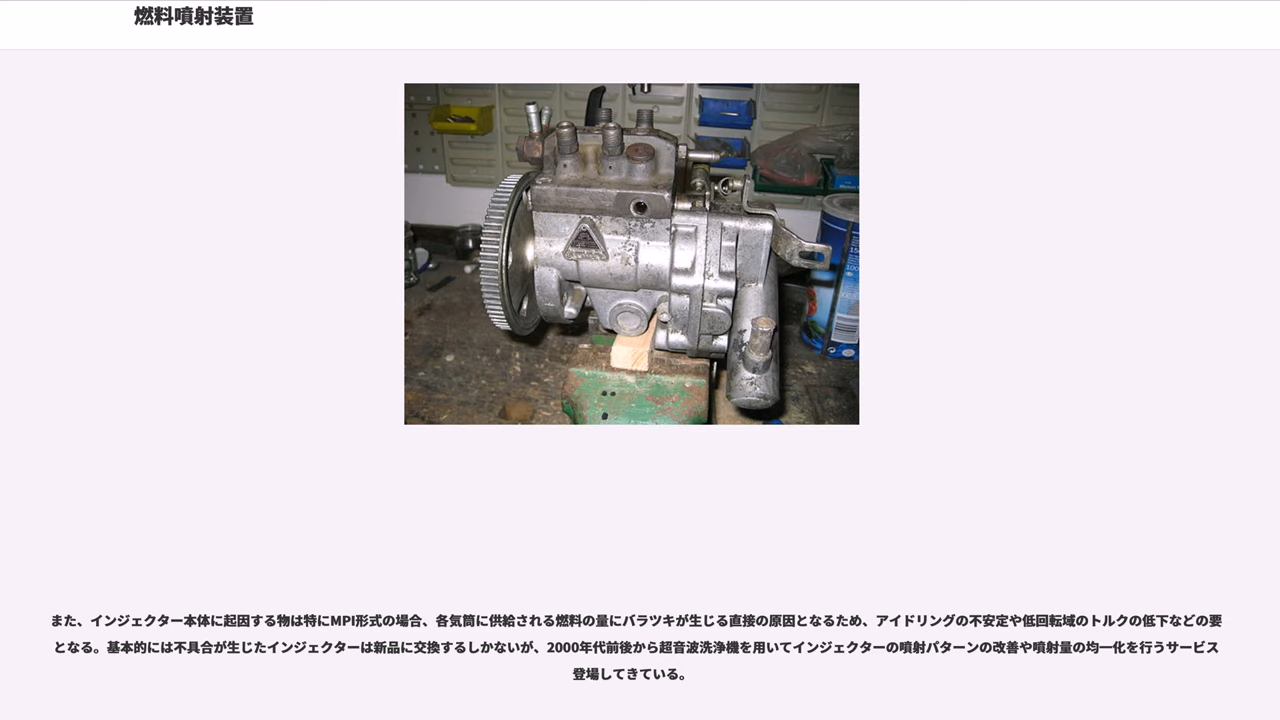 燃料噴射装置
また、インジェクター本体に起因する物は特にMPI形式の場合、各気筒に供給される燃料の量にバラツキが生じる直接の原因となるため、アイドリングの不安定や低回転域のトルクの低下などの要
となる。基本的には不具合が生じたインジェクターは新品に交換するしかないが、2000年代前後から超音波洗浄機を用いてインジェクターの噴射パターンの改善や噴射量の均一化を行うサービス
登場してきている。